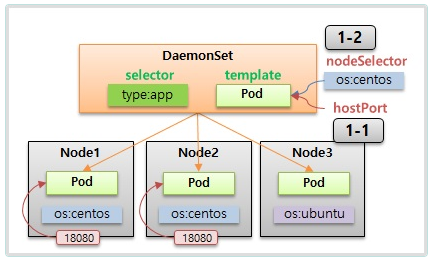 DaemonSet
1-2
selector
template
nodeSelector
type:app
Pod
os:centos
hostPort
1-1
Node1
Node2
Node3
Pod
Pod
Pod
os:centos
os:centos
os:ubuntu
18080
18080